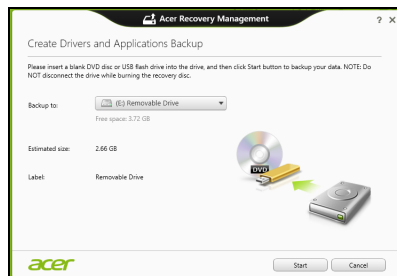 Acer Recovery Management
? X
Create Drivers and Applications Backup
Please insert a blank DVD disc or USB flash drive into the drive, and then click Start button to backup your data. NOTE: Do
NOT disconnect the drive while burning the recovery disc.
Backup to: (E:) Removable Drive
Free space: 3.72 GB
Estimated size: 2.66 GB
DVD
Label: Removable Drive
acer
Start Cancel